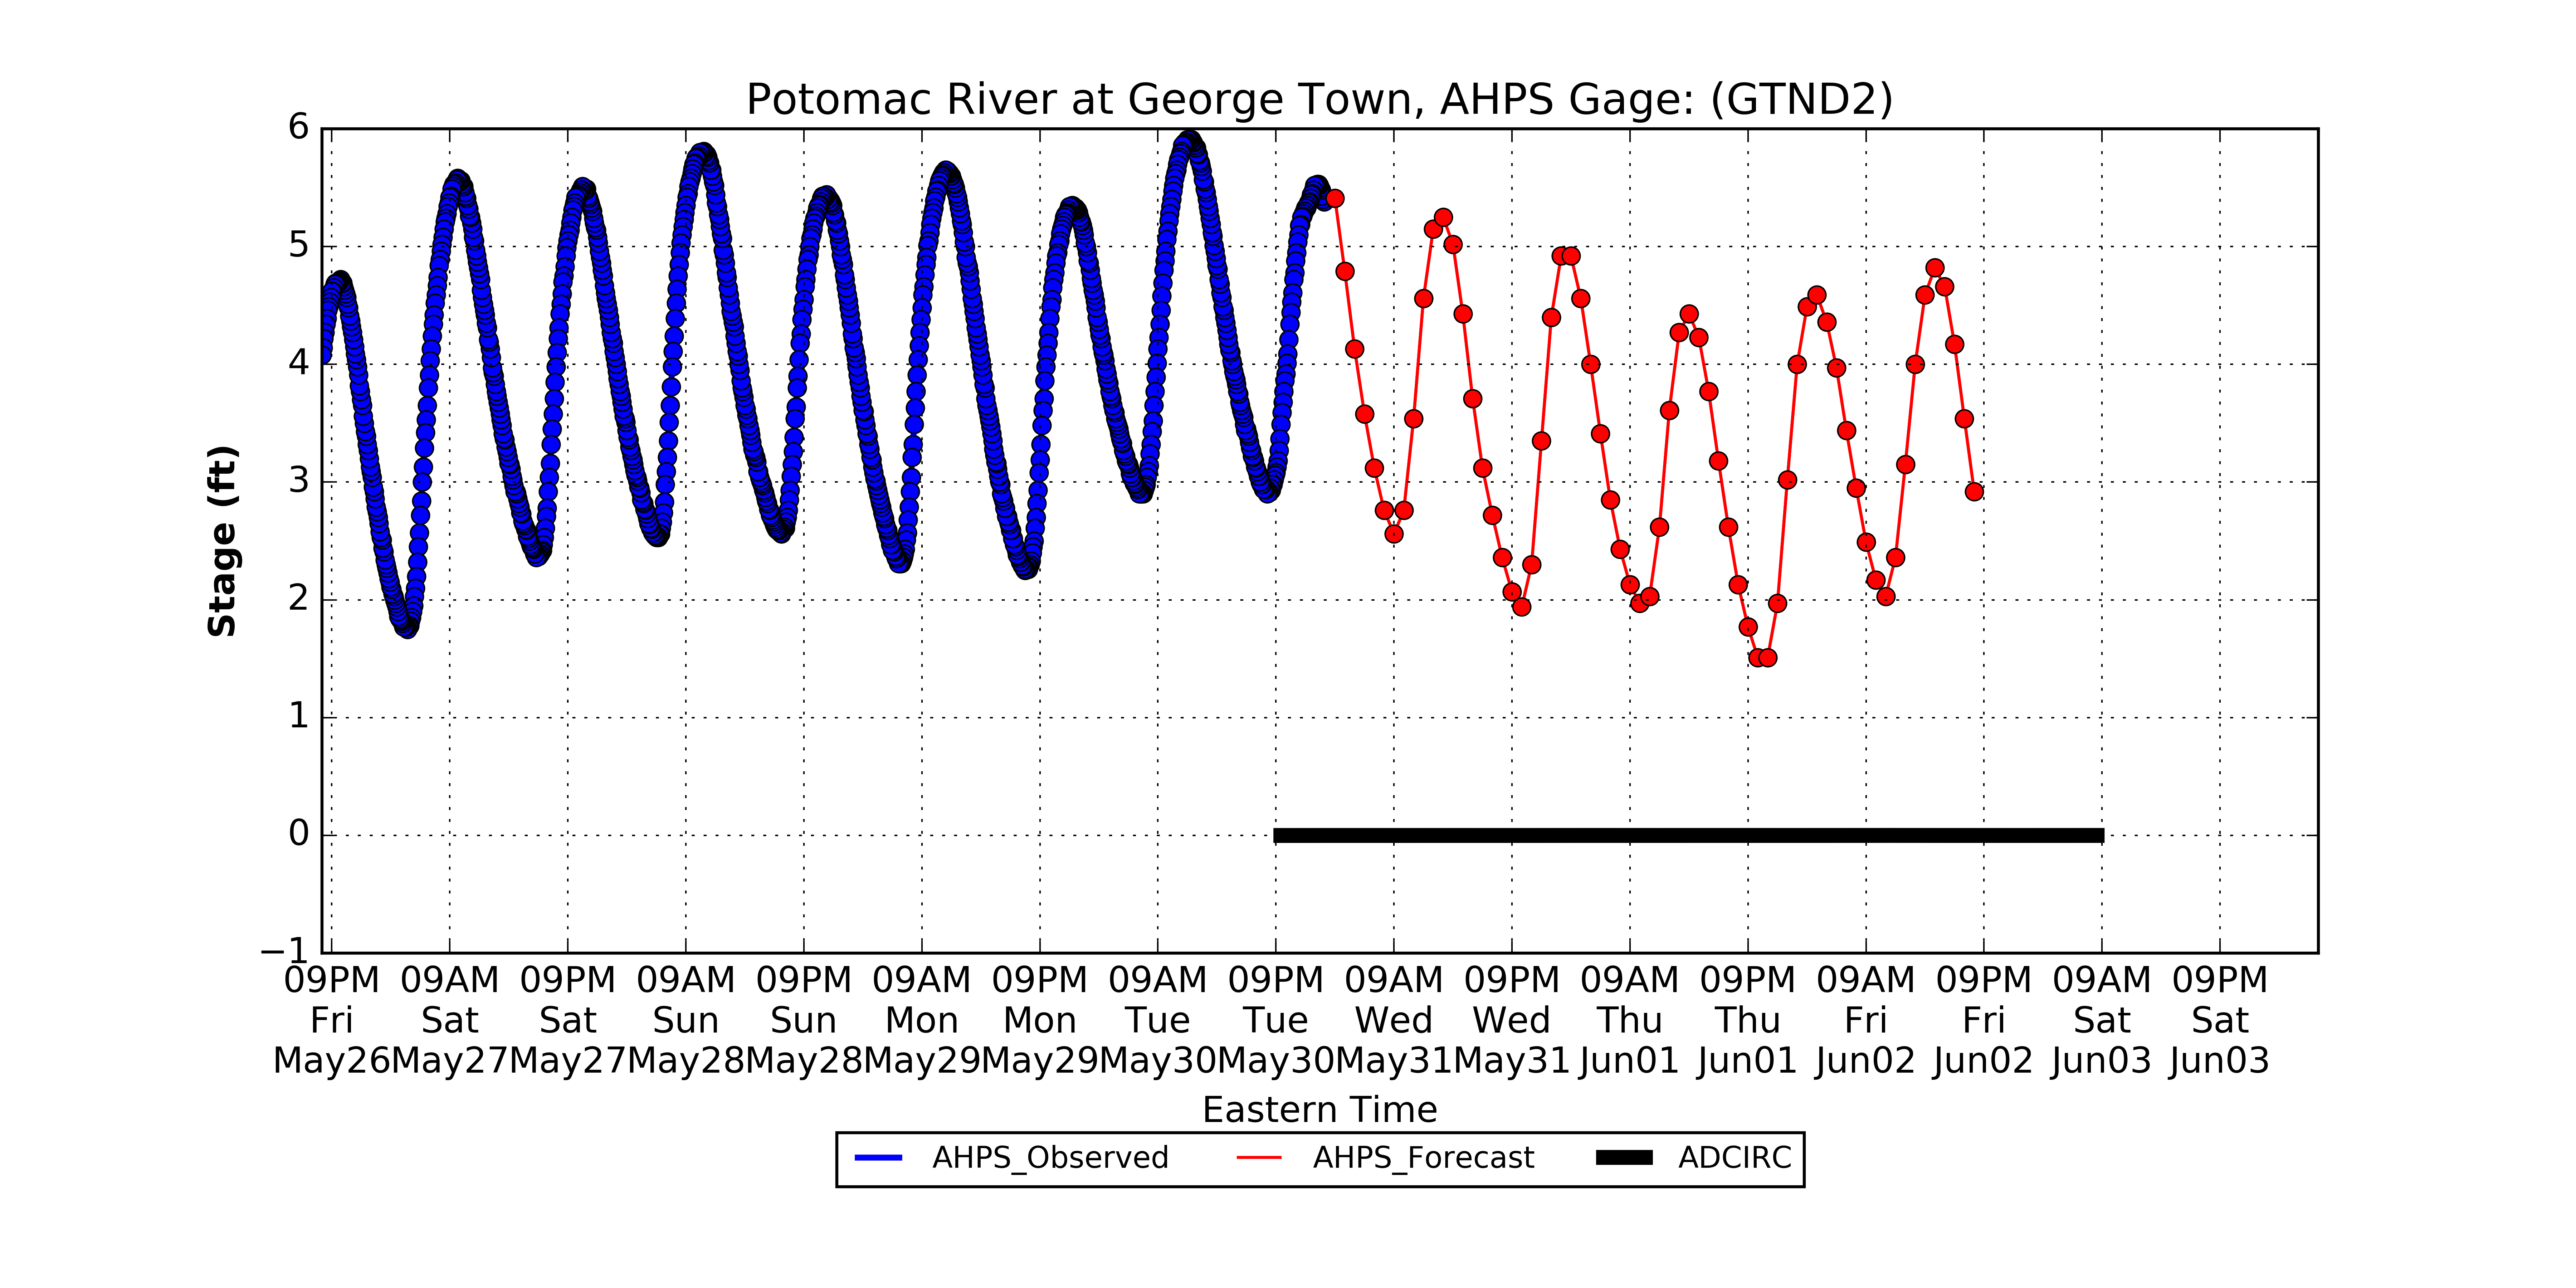 Potomac River at George Town, AHPS Gage: (GTND2)
Stage (ft)
6
5
4
3
2
1
0
−1
09PM 09AM 09PM 09AM 09PM 09AM 09PM 09AM 09PM 09AM 09PM 09AM 09PM 09AM 09PM 09AM 09PM
Fri Sat Sat Sun Sun Mon Mon Tue Tue Wed Wed Thu Thu Fri Fri Sat Sat
May26 May27 May27 May28 May28 May29 May29 May30 May30 May31 May31 Jun01 Jun01 Jun02 Jun02 Jun03 Jun03
Eastern Time
AHPS_Observed AHPS_Forecast ADCIRC